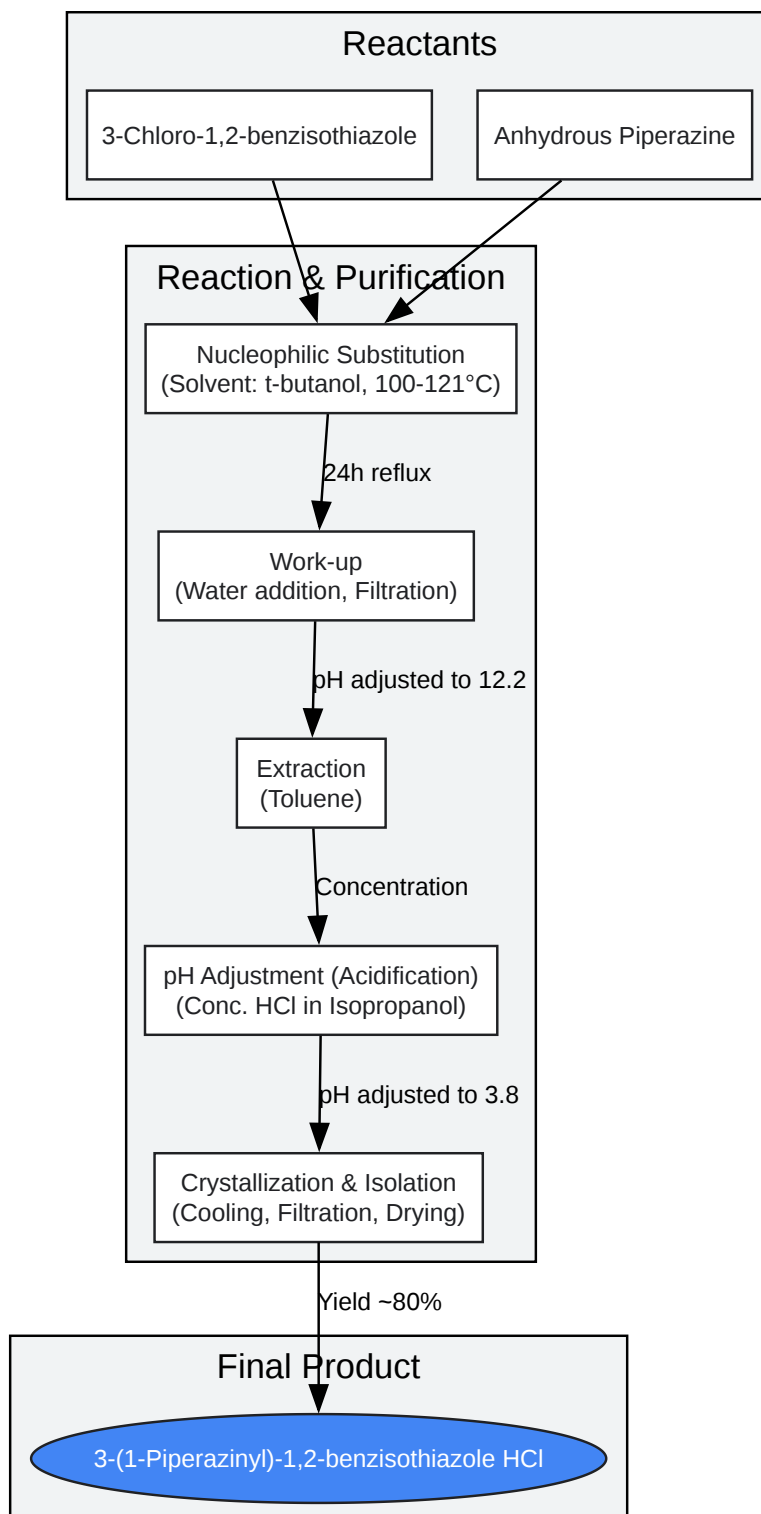 Reactants
3-Chloro-1,2-benzisothiazole
Anhydrous Piperazine
Reaction & Purification
Nucleophilic Substitution
(Solvent: t-butanol, 100-121°C)
24h reflux
Work-up
(Water addition, Filtration)
pH adjusted to 12.2
Extraction
(Toluene)
Concentration
pH Adjustment (Acidification)
(Conc. HCl in Isopropanol)
pH adjusted to 3.8
Crystallization & Isolation
(Cooling, Filtration, Drying)
Yield ~80%
Final Product
3-(1-Piperazinyl)-1,2-benzisothiazole HCl